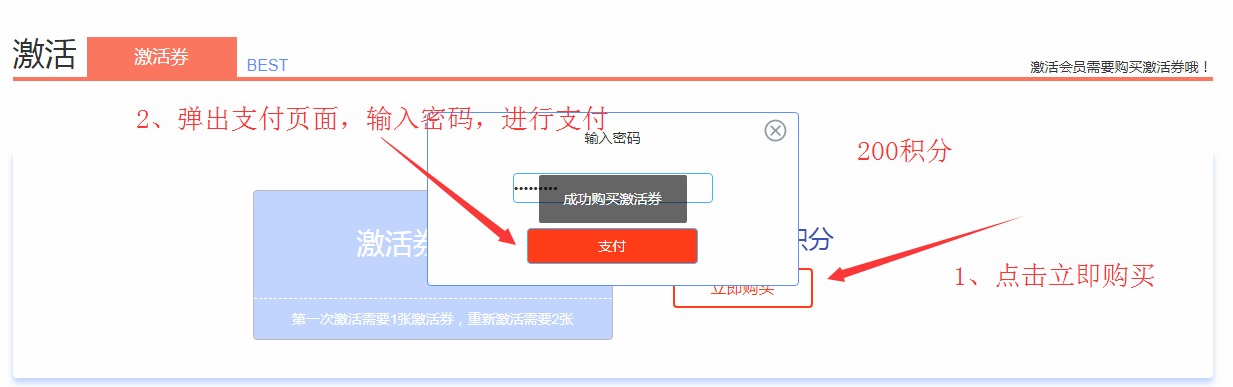 激活
激活券
BEST
激活会员需要购买激活券哦！
2、弹出支付页面，输入密码，进行支付
输入密码
200积分
成功购买激活券
激活券
积分
支付
1、点击立即购买
立即购买
第一次激活需要1张激活券，重新激活需要2张